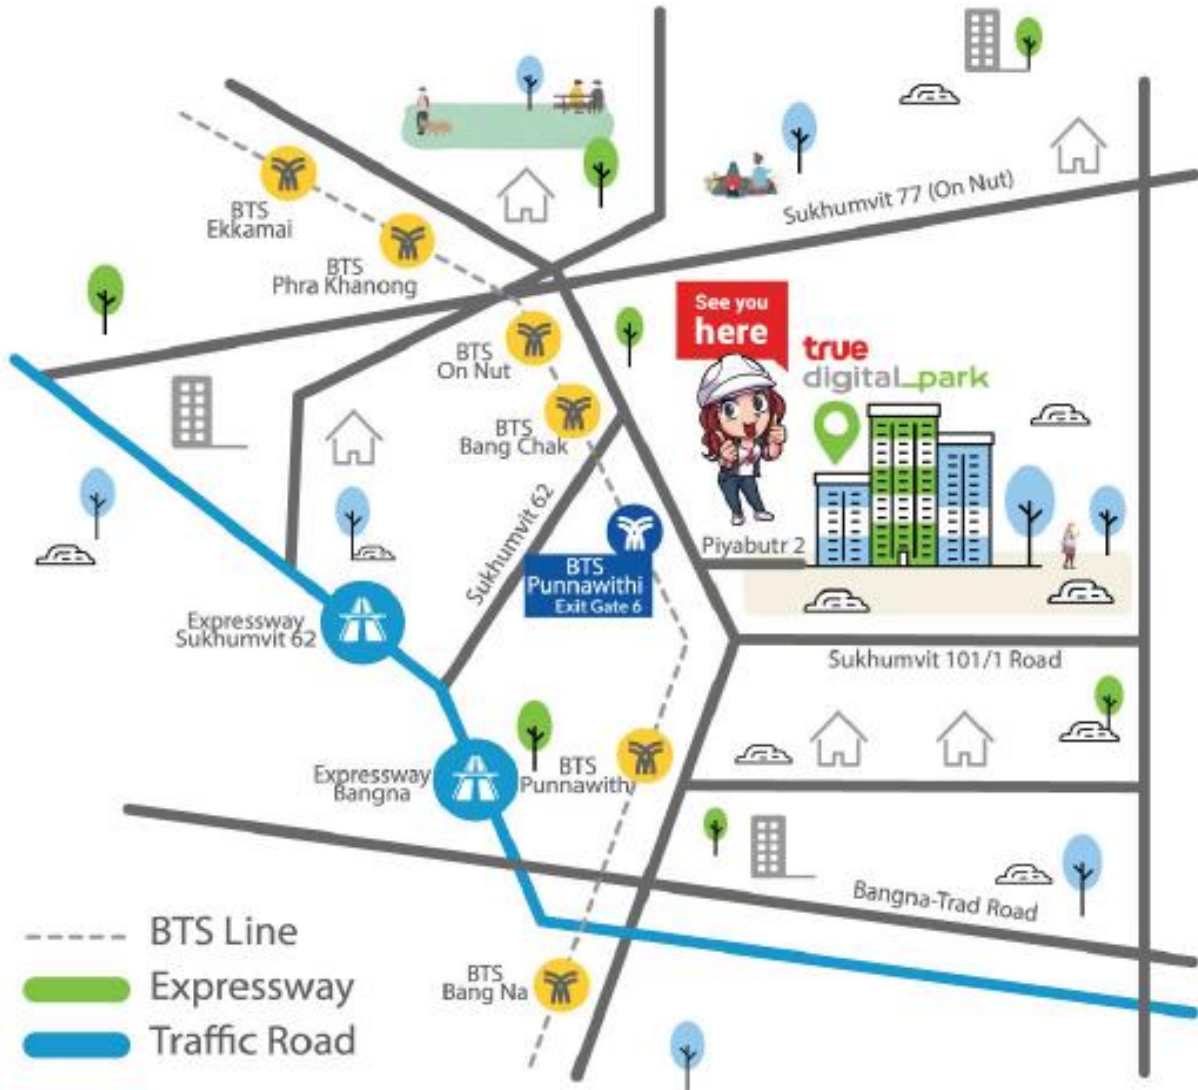 BTS
Ekkamai
BTS
Phra Khanong
Sukhumvit 77 (On Nut)
See you
here
true
digital_park
BTS
On Nut
BTS
Bang Chak
Sukhumvit 62
Piyabutr 2
BTS
Punnawithi
Exit Gate 6
Expressway
Sukhumvit 62
Sukhumvit 101/1 Road
BTS
Punnawithi
Expressway
Bangna
Bangna-Trad Road
BTS
Bang Na
BTS Line
Expressway
Traffic Road